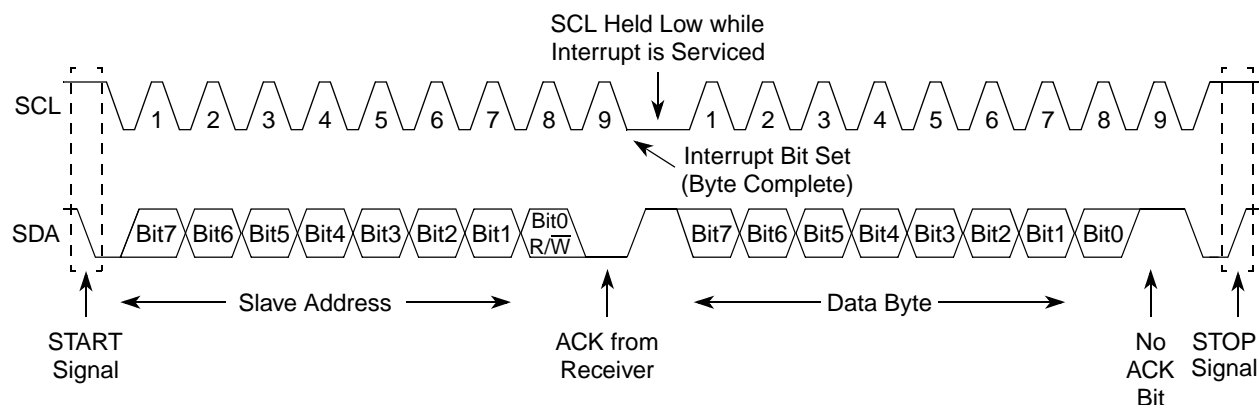 SCL Held Low while
Interrupt is Serviced
SCL
1 2 3 4 5 6 7 8 9 1 2 3 4 5 6 7 8 9
Interrupt Bit Set
(Byte Complete)
SDA
Bit7 Bit6 Bit5 Bit4 Bit3 Bit2 Bit1 Bit0 Bit7 Bit6 Bit5 Bit4 Bit3 Bit2 Bit1 Bit0
R/W̅
Slave Address Data Byte
START
Signal
ACK from
Receiver
No
ACK
Bit
STOP
Signal